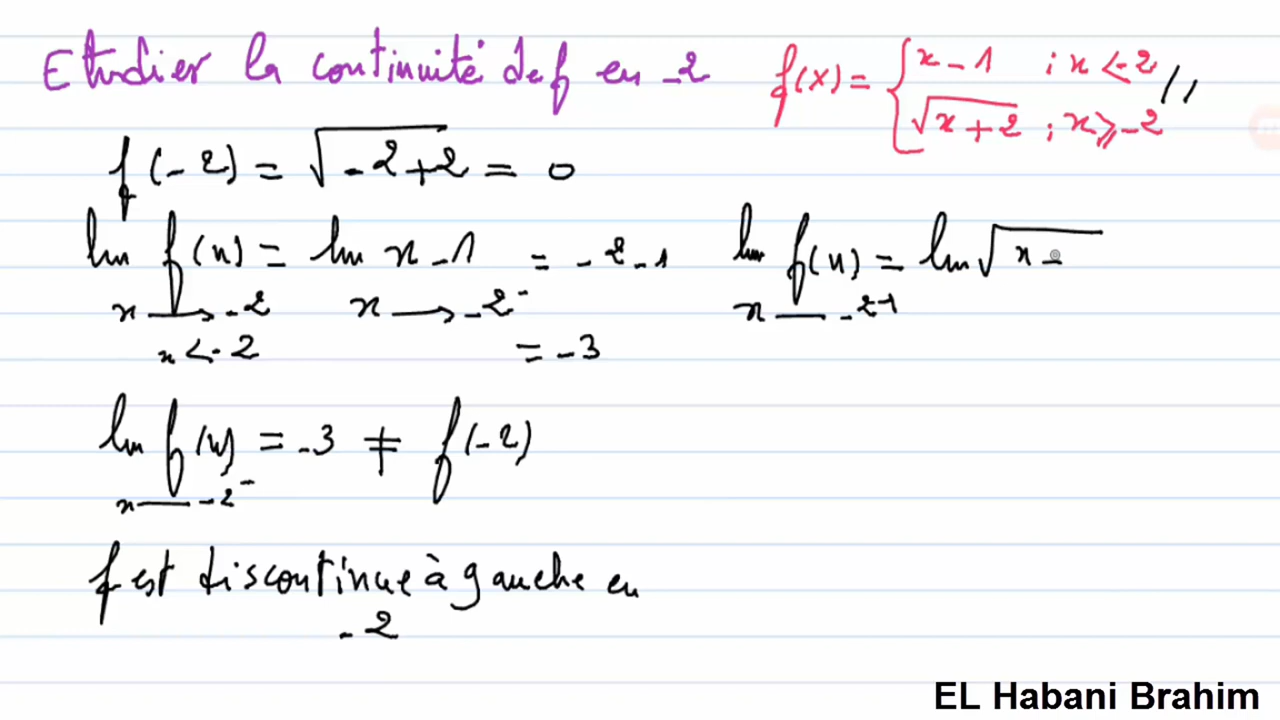 Etudier la continuité de f en -2
f(x) = { x - 1 ; x < -2
√(x + 2) ; x ≥ -2 //
f(-2) = √(-2+2) = 0
lim f(x) = lim x - 1 = -2 - 1
x → -2 x → -2⁻
x < -2 = -3
lim f(x) = lim √(x -
x — -2⁺
lim f(x) = -3 ≠ f(-2)
x — -2⁻
f est discontinue à gauche en
-2
EL Habani Brahim